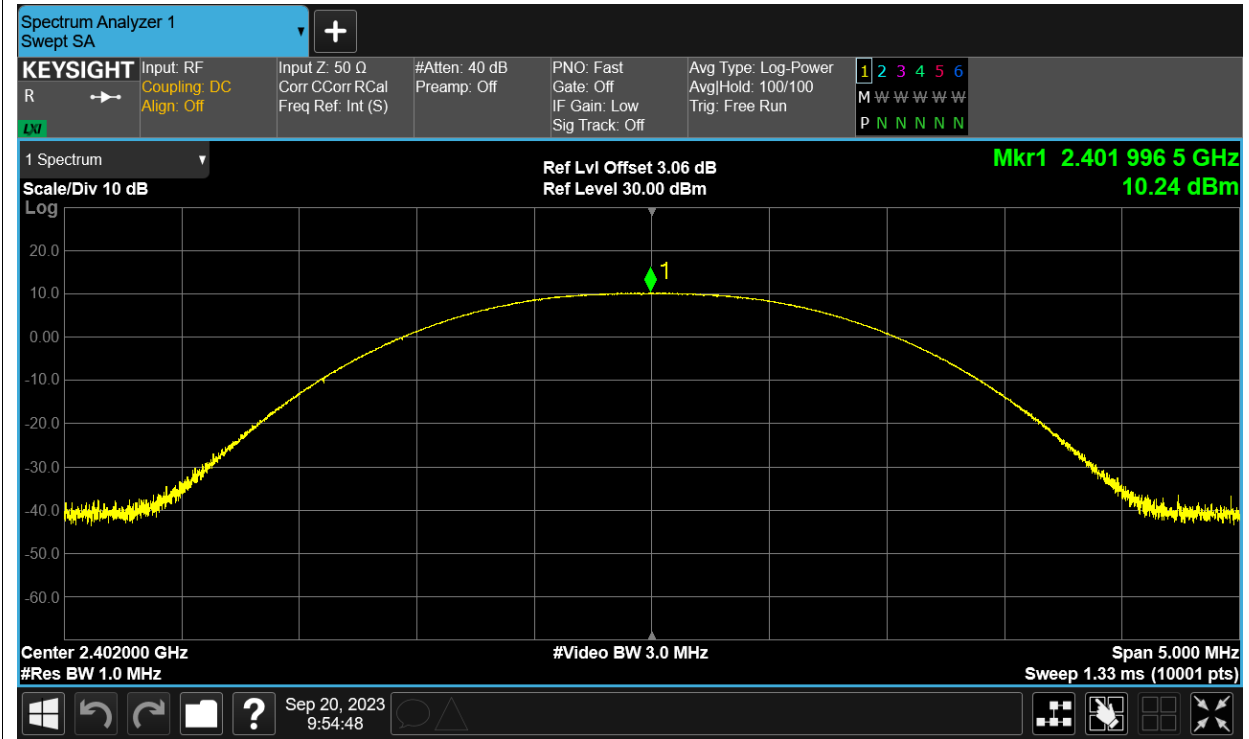 Spectrum Analyzer 1
Swept SA
KEYSIGHT
R
LXI
Input: RF
Coupling: DC
Align: Off
Input Z: 50 Ω
Corr CCorr RCal
Freq Ref: Int (S)
#Atten: 40 dB
Preamp: Off
PNO: Fast
Gate: Off
IF Gain: Low
Sig Track: Off
Avg Type: Log-Power
Avg|Hold: 100/100
Trig: Free Run
1 2 3 4 5 6
M W W W W W W
P N N N N N N
1 Spectrum
Scale/Div 10 dB
Log
Ref Lvl Offset 3.06 dB
Ref Level 30.00 dBm
Mkr1 2.401 996 5 GHz
10.24 dBm
1
20.0
10.0
0.00
-10.0
-20.0
-30.0
-40.0
-50.0
-60.0
Center 2.402000 GHz
#Video BW 3.0 MHz
Span 5.000 MHz
#Res BW 1.0 MHz
Sweep 1.33 ms (10001 pts)
?
Sep 20, 2023
9:54:48